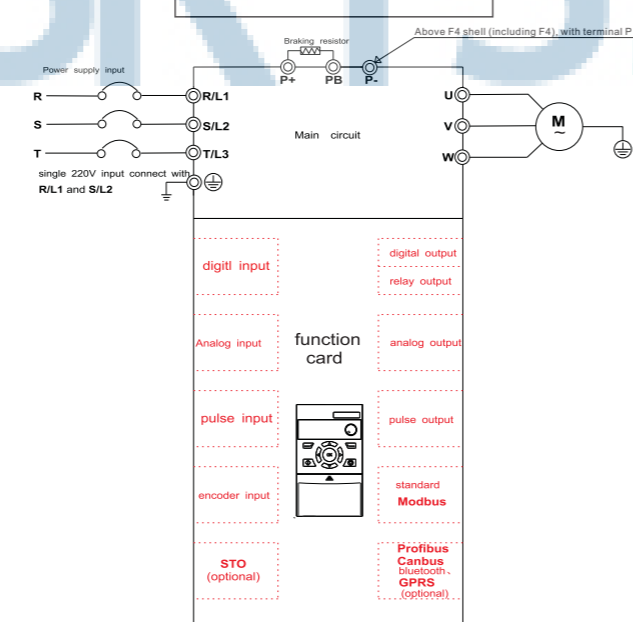 Above F4 shell (including F4), with terminal P
Braking resistor
P+ PB P-
Power supply input
R R/L1
S S/L2
T T/L3
single 220V input connect with
R/L1 and S/L2
Main circuit
U
V
W
M
~
digitl input
digital output
relay output
Analog input
function
card
analog output
pulse input
pulse output
encoder input
standard
Modbus
STO
(optional)
Profibus
Canbus
bluetooth、
GPRS
(optional)